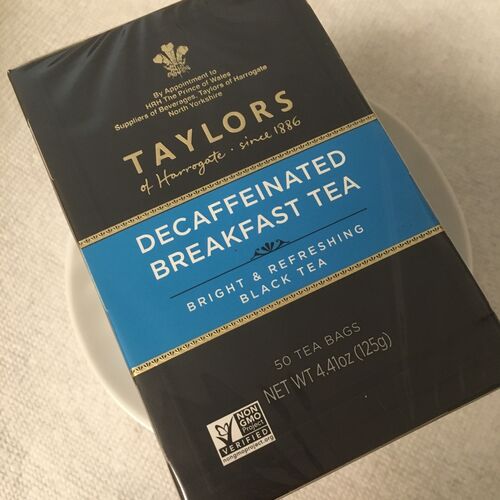 By Appointment to
HRH The Prince of Wales
Suppliers of Beverages, Taylors of Harrogate
North Yorkshire
TAYLORS
of Harrogate · since 1886
DECAFFEINATED
BREAKFAST TEA
BRIGHT & REFRESHING
BLACK TEA
50 TEA BAGS
NET WT 4.41oz (125g)
NON
GMO
Project
VERIFIED
nongmoproject.org